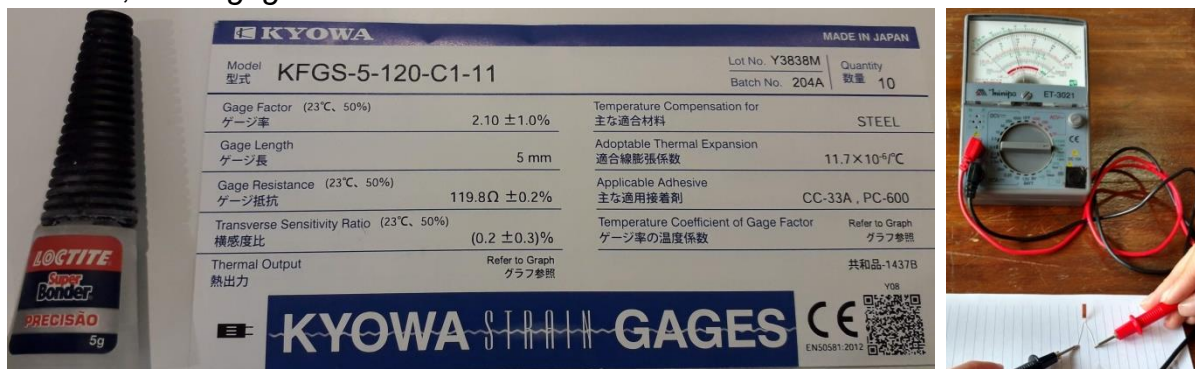 LOCTITE
Super
Bonder
PRECISÃO
5g
KYOWA
MADE IN JAPAN
Model
型式
KFGS-5-120-C1-11
Lot No. Y3838M
Batch No. 204A
Quantity
数量 10
Gage Factor (23℃, 50%)
ゲージ率
2.10 ±1.0%
Temperature Compensation for
主な適合材料
STEEL
Gage Length
ゲージ長
5 mm
Adoptable Thermal Expansion
適合線膨張係数
11.7×10⁻⁶/℃
Gage Resistance (23℃, 50%)
ゲージ抵抗
119.8Ω ±0.2%
Applicable Adhesive
主な適用接着剤
CC-33A , PC-600
Transverse Sensitivity Ratio (23℃, 50%)
横感度比
(0.2 ±0.3)%
Temperature Coefficient of Gage Factor
ゲージ率の温度係数
Refer to Graph
グラフ参照
Thermal Output
熱出力
Refer to Graph
グラフ参照
共和品-1437B
Y08
KYOWA STRAIN GAGES
CE
EN50581:2012
minipa
ET-3021